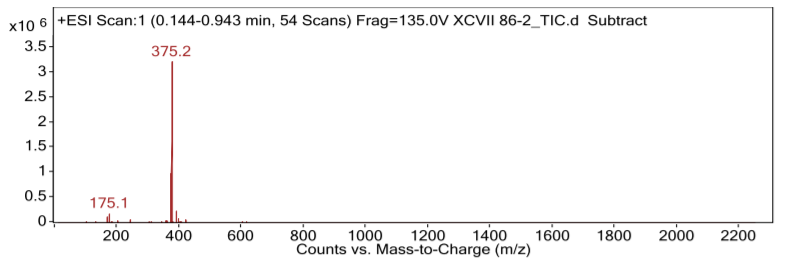 x10 6
+ESI Scan:1 (0.144-0.943 min, 54 Scans) Frag=135.0V XCVII 86-2_TIC.d Subtract
3.5
375.2
3
2.5
2
1.5
1
0.5
175.1
0
200 400 600 800 1000 1200 1400 1600 1800 2000 2200
Counts vs. Mass-to-Charge (m/z)